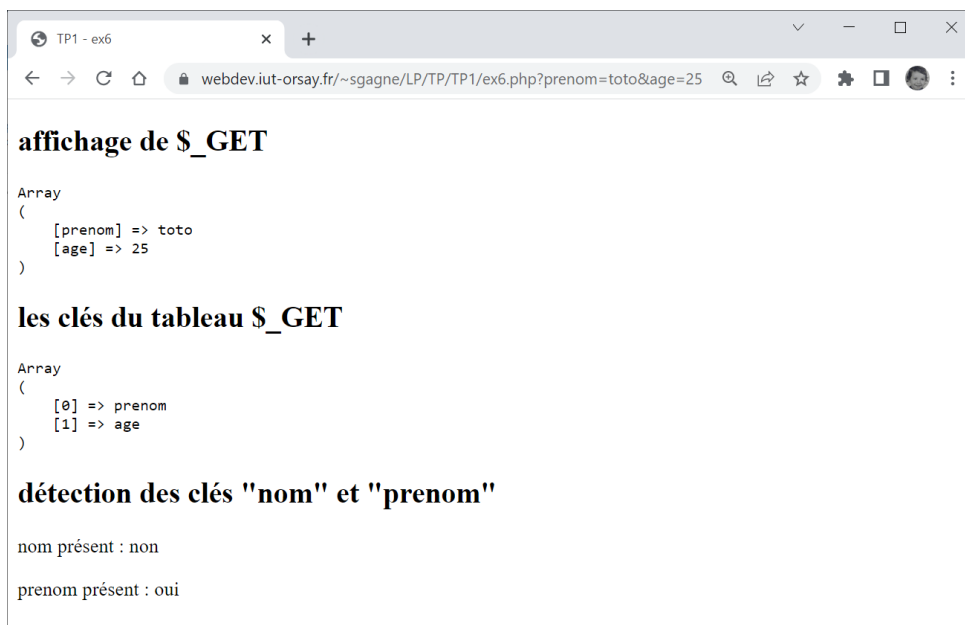 TP1 - ex6
webdev.iut-orsay.fr/~sgagne/LP/TP/TP1/ex6.php?prenom=toto&age=25
affichage de $_GET
Array
(
    [prenom] => toto
    [age] => 25
)
les clés du tableau $_GET
Array
(
    [0] => prenom
    [1] => age
)
détection des clés "nom" et "prenom"
nom présent : non
prenom présent : oui